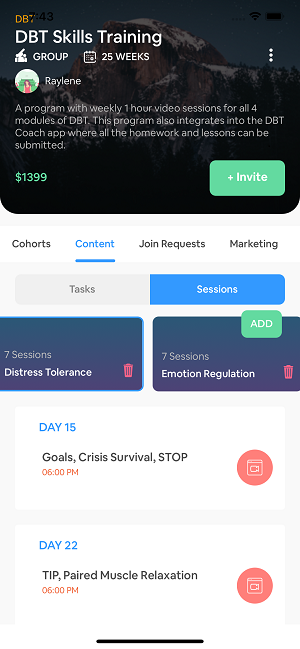 DBT
DBT Skills Training
GROUP 25 WEEKS
Raylene
A program with weekly 1 hour video sessions for all 4
modules of DBT. This program also integrates into the DBT
Coach app where all the homework and lessons can be
submitted.
$1399
+ Invite
Cohorts Content Join Requests Marketing
Tasks Sessions
ADD
7 Sessions
Distress Tolerance
7 Sessions
Emotion Regulation
DAY 15
Goals, Crisis Survival, STOP
06:00 PM
DAY 22
TIP, Paired Muscle Relaxation
06:00 PM